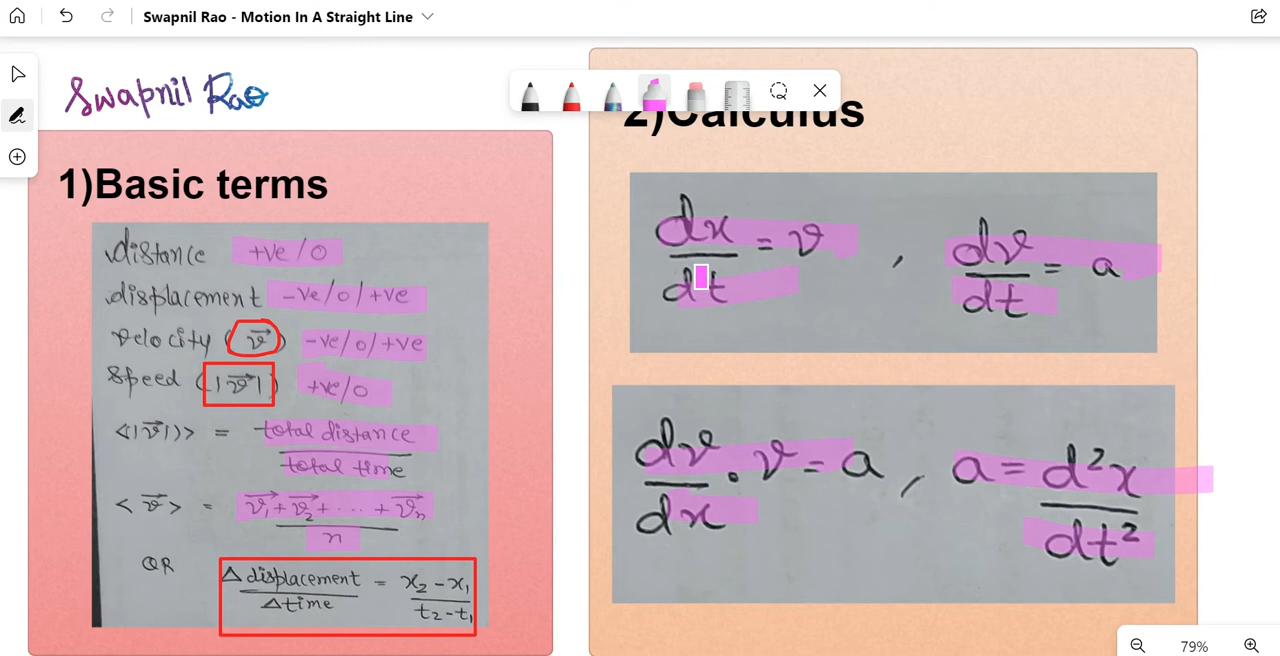 Swapnil Rao - Motion In A Straight Line
Swapnil Rao
1)Basic terms
distance +ve/0
displacement -ve/0/+ve
velocity (v⃗) -ve/0/+ve
speed (|v⃗|) +ve/0
<|v⃗|)> = total distance / total time
<v⃗> = v⃗₁+v⃗₂+...+v⃗ₙ / n
OR
Δdisplacement / Δtime = x₂-x₁ / t₂-t₁
2)Calculus
dx/dt = v , dv/dt = a
dv/dx . v = a , a = d²x/dt²
79%